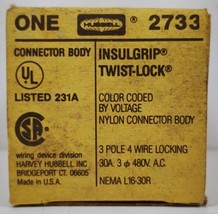 ONE HUBBELL 2733
CONNECTOR BODY
UL
LISTED 231A
SA
wiring device division
HARVEY HUBBELL INC
BRIDGEPORT CT. 06605
Made in U.S.A.
INSULGRIP®
TWIST-LOCK®
COLOR CODED
BY VOLTAGE
NYLON CONNECTOR BODY
3 POLE 4 WIRE LOCKING
30A. 3 ϕ 480V. A.C.
NEMA L16-30R